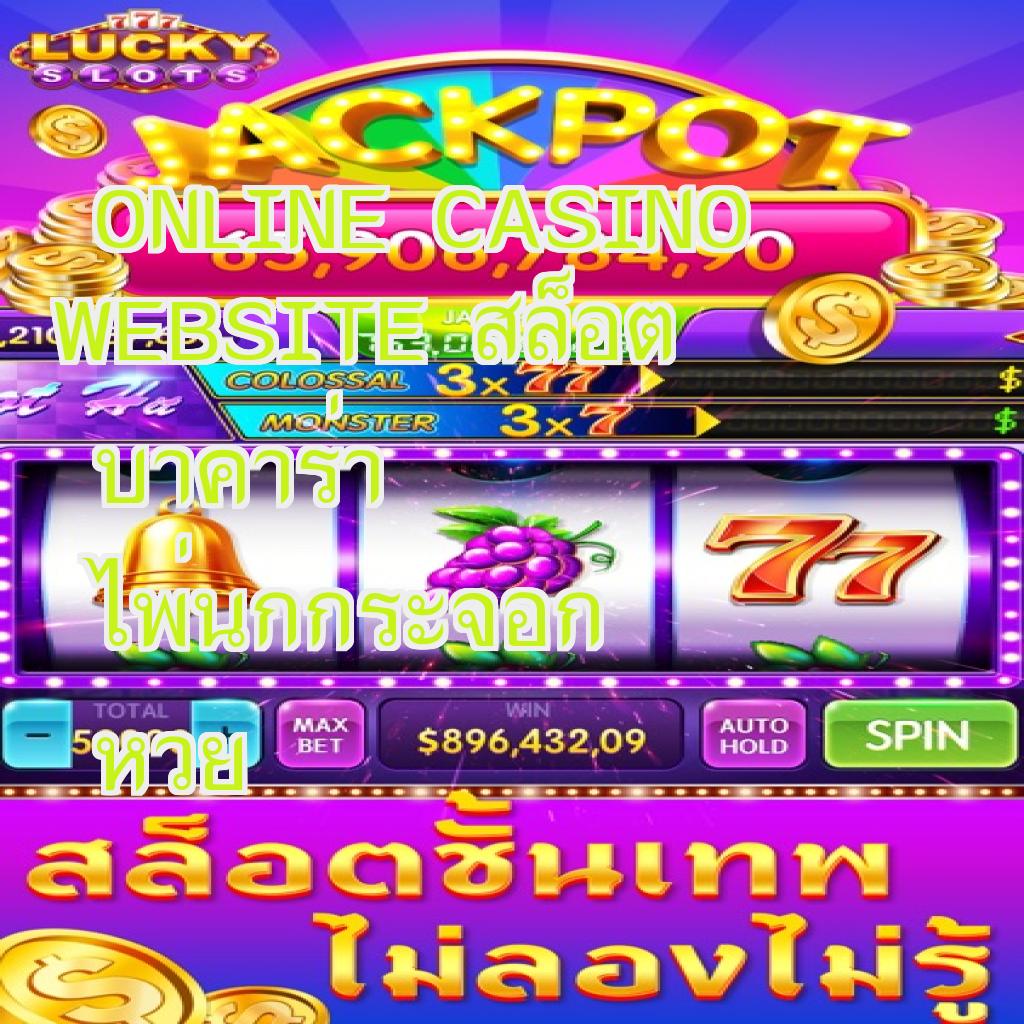 777
LUCKY
SLOTS
JACKPOT
ONLINE CASINO
WEBSITE สล็อต
COLOSSAL 3x77
MONSTER 3x7
บาคาร่า
ไพ่นกกระจอก
77
TOTAL
WIN
MAX
BET
$896,432,09
AUTO
HOLD
SPIN
หวย
สล็อตชั้นเทพ
ไม่ลองไม่รู้